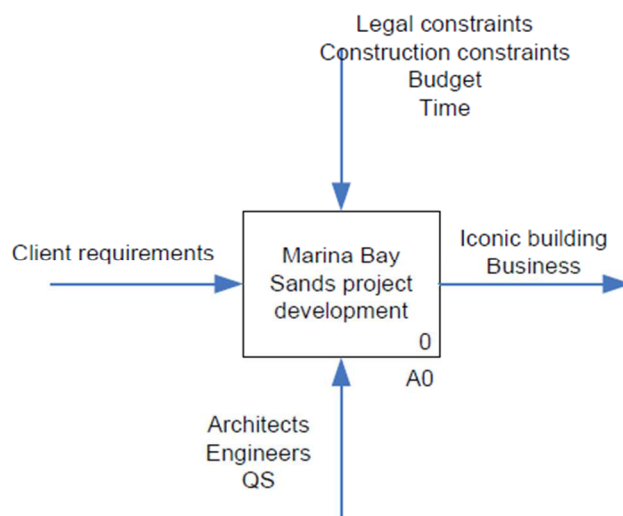 Legal constraints
Construction constraints
Budget
Time
Client requirements
Marina Bay
Sands project
development
0
A0
Iconic building
Business
Architects
Engineers
QS